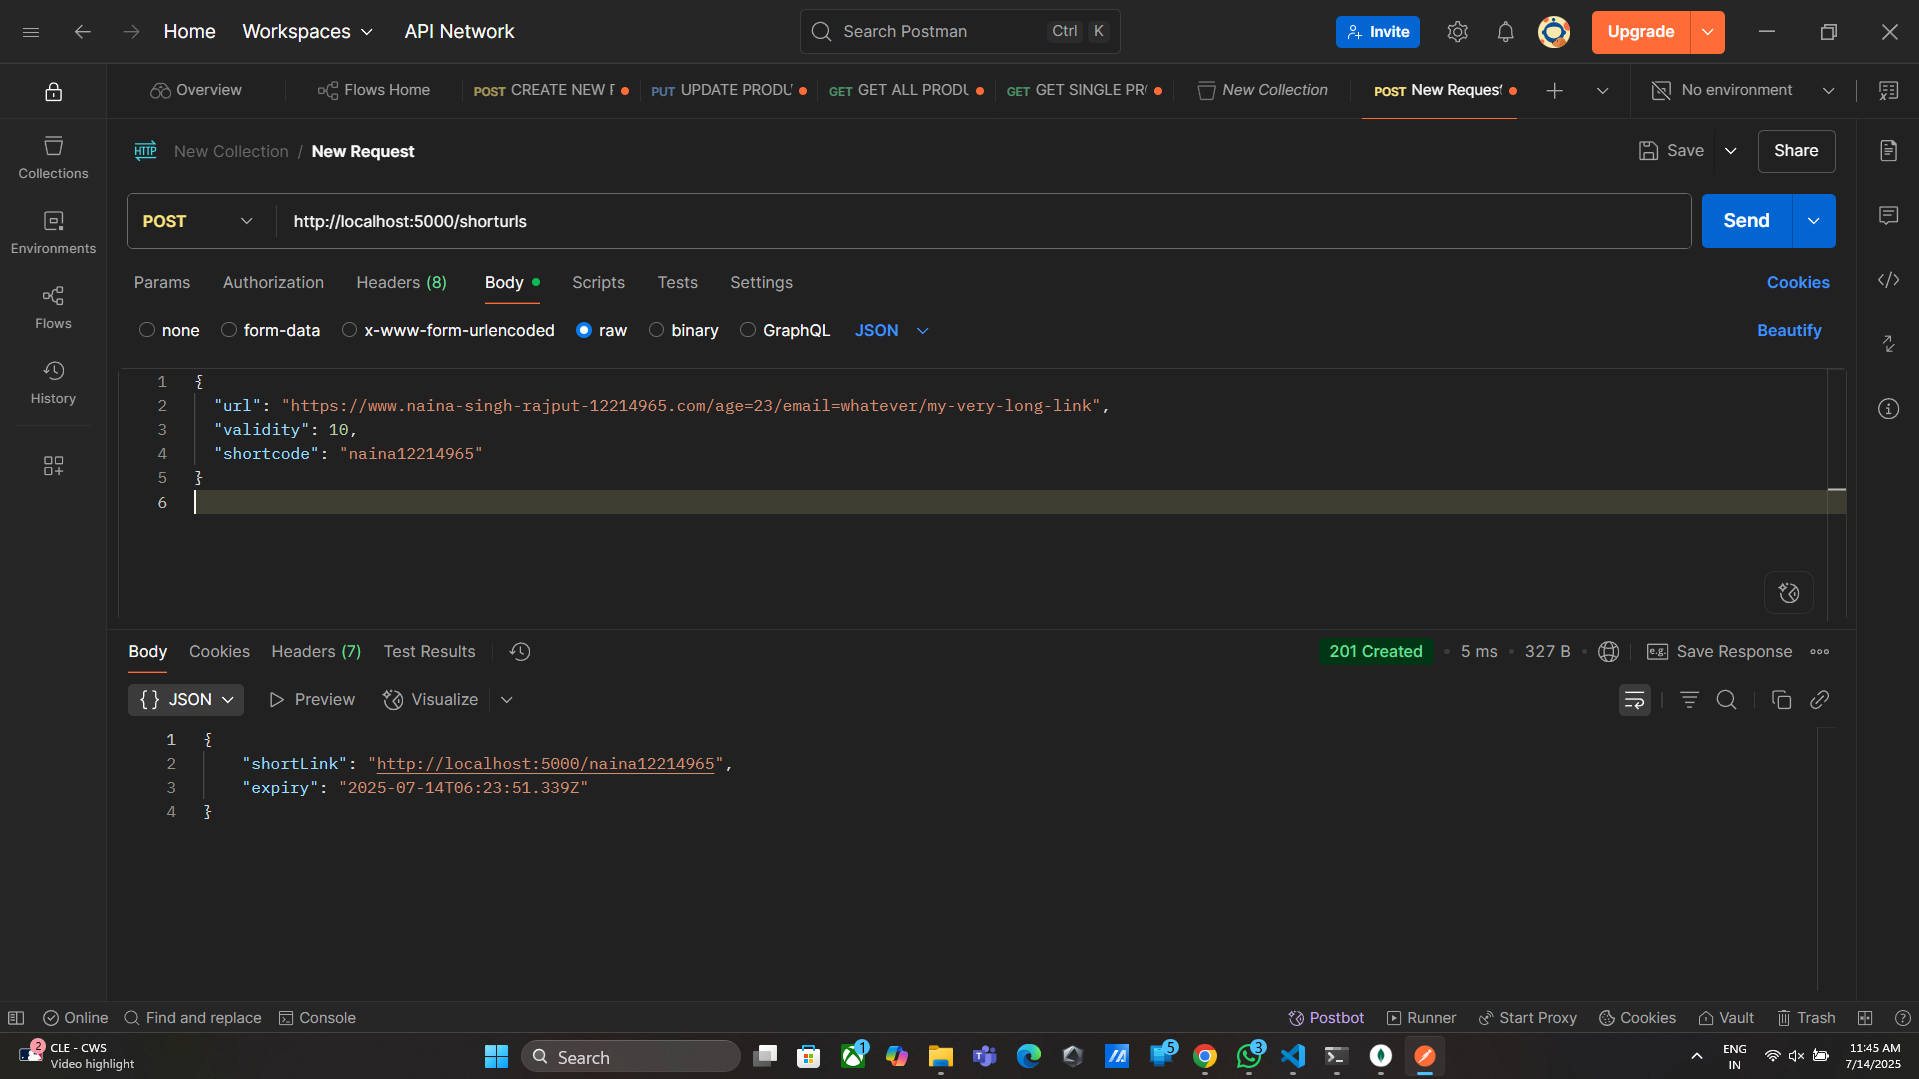 Home Workspaces API Network Search Postman Ctrl K Invite Upgrade
Overview Flows Home POST CREATE NEW F PUT UPDATE PRODU GET GET ALL PRODU GET GET SINGLE PR New Collection POST New Request No environment
HTTP New Collection / New Request Save Share
Collections
POST http://localhost:5000/shorturls Send
Environments
Params Authorization Headers (8) Body Scripts Tests Settings Cookies
Flows
none form-data x-www-form-urlencoded raw binary GraphQL JSON Beautify
History
1 {
2 "url": "https://www.naina-singh-rajput-12214965.com/age=23/email=whatever/my-very-long-link",
3 "validity": 10,
4 "shortcode": "naina12214965"
5 }
6
Body Cookies Headers (7) Test Results 201 Created 5 ms 327 B e.g. Save Response
{} JSON Preview Visualize
1 {
2 "shortLink": "http://localhost:5000/naina12214965",
3 "expiry": "2025-07-14T06:23:51.339Z"
4 }
Online Find and replace Console Postbot Runner Start Proxy Cookies Vault Trash
2 CLE - CWS
Video highlight
Search 1 5 3
ENG
IN
11:45 AM
7/14/2025